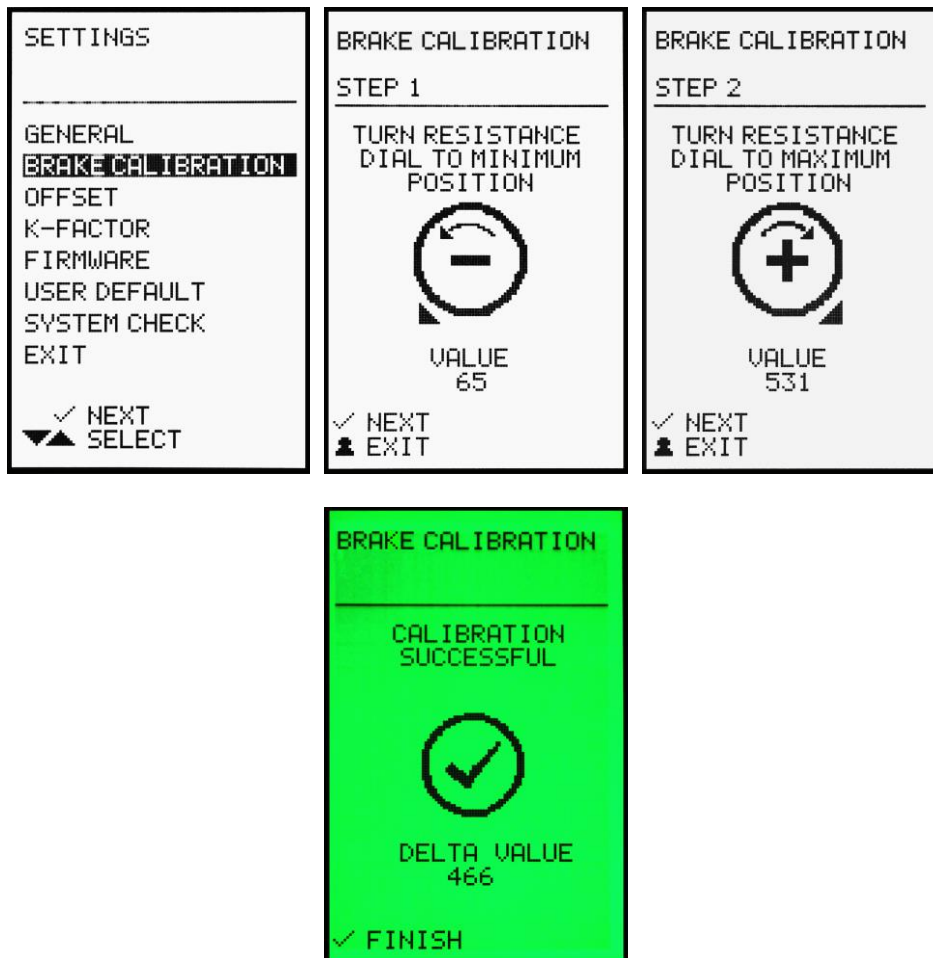 SETTINGS
GENERAL
BRAKE CALIBRATION
OFFSET
K-FACTOR
FIRMWARE
USER DEFAULT
SYSTEM CHECK
EXIT
✓ NEXT
▼▲ SELECT
BRAKE CALIBRATION
STEP 1
TURN RESISTANCE
DIAL TO MINIMUM
POSITION
VALUE
65
✓ NEXT
EXIT
BRAKE CALIBRATION
STEP 2
TURN RESISTANCE
DIAL TO MAXIMUM
POSITION
VALUE
531
✓ NEXT
EXIT
BRAKE CALIBRATION
CALIBRATION
SUCCESSFUL
DELTA VALUE
466
✓ FINISH